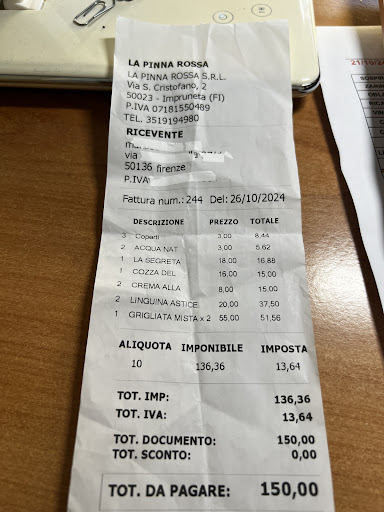 LA PINNA ROSSA
LA PINNA ROSSA S.R.L.
Via S. Cristofano, 2
50023 - Impruneta (FI)
P.IVA 07181550489
TEL. 3519194980
RICEVENTE
via
50136 firenze
P.IVA
Fattura num.: 244 Del: 26/10/2024
DESCRIZIONE PREZZO TOTALE
3 Coperti 3,00 8,44
2 ACQUA NAT 3,00 5,62
1 LA SEGRETA 18,00 16,88
1 COZZA DEL 16,00 15,00
2 CREMA ALLA 8,00 15,00
2 LINGUINA ASTICE 20,00 37,50
1 GRIGLIATA MISTA x 2 55,00 51,56
ALIQUOTA IMPONIBILE IMPOSTA
10 136,36 13,64
TOT. IMP: 136,36
TOT. IVA: 13,64
TOT. DOCUMENTO: 150,00
TOT. SCONTO: 0,00
TOT. DA PAGARE: 150,00